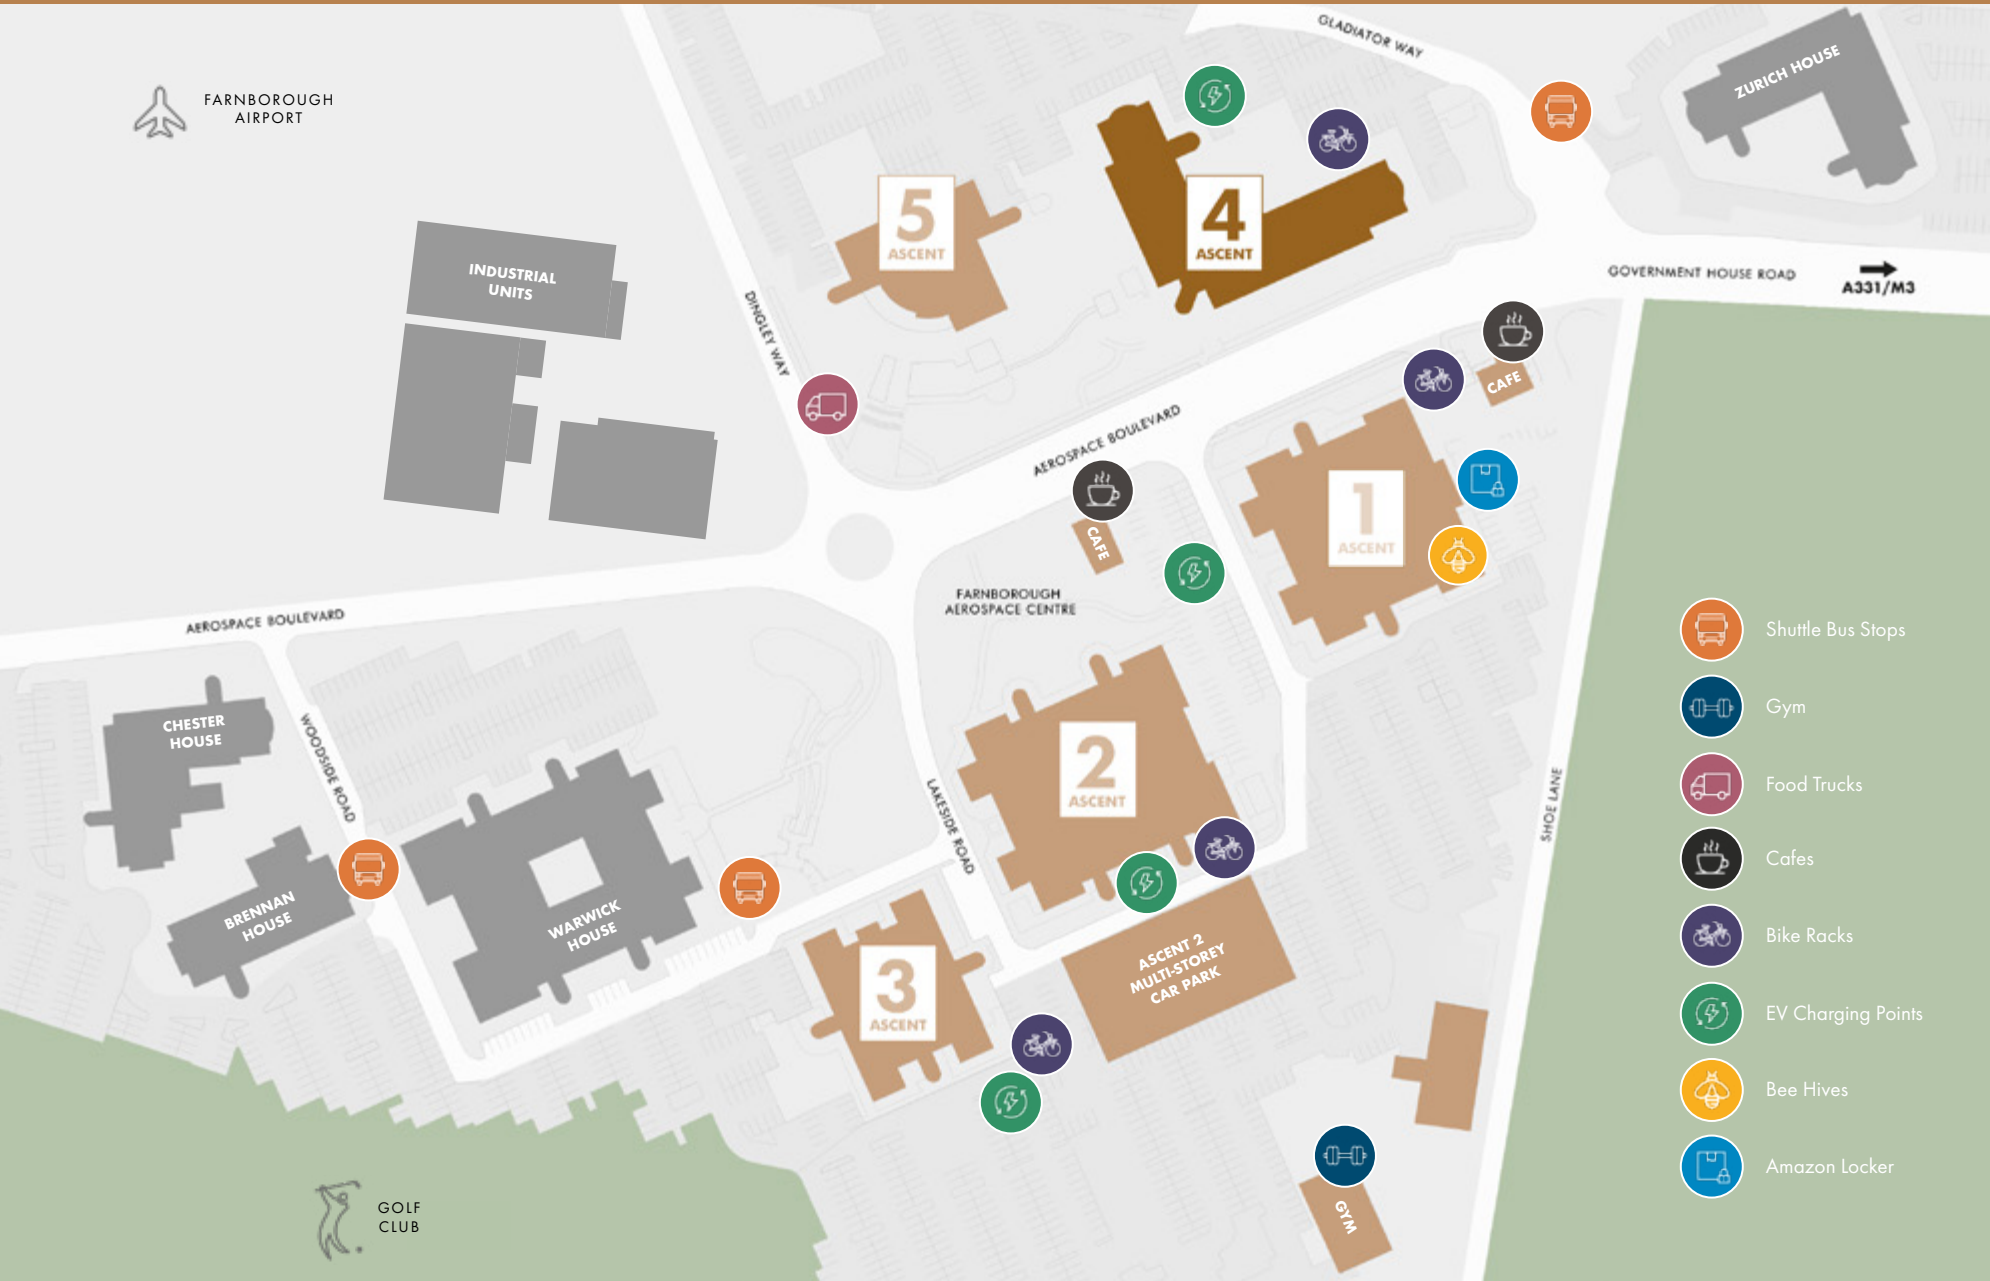 GLADIATOR WAY
ZURICH HOUSE
FARNBOROUGH
AIRPORT
5
ASCENT
4
ASCENT
INDUSTRIAL
UNITS
GOVERNMENT HOUSE ROAD
A331/M3
DINGLEY WAY
CAFE
AEROSPACE BOULEVARD
CAFE
1
ASCENT
FARNBOROUGH
AEROSPACE CENTRE
AEROSPACE BOULEVARD
CHESTER
HOUSE
WOODSIDE ROAD
2
ASCENT
LAKESIDE ROAD
SHOE LANE
BRENNAN
HOUSE
WARWICK
HOUSE
3
ASCENT
ASCENT 2
MULTI-STOREY
CAR PARK
GYM
GOLF
CLUB
Shuttle Bus Stops
Gym
Food Trucks
Cafes
Bike Racks
EV Charging Points
Bee Hives
Amazon Locker